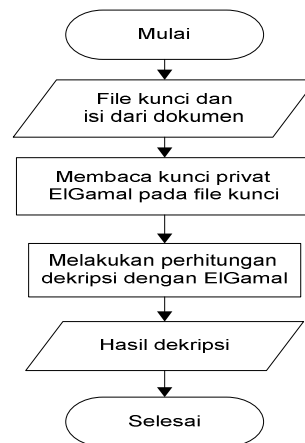 Mulai
File kunci dan
isi dari dokumen
Membaca kunci privat
ElGamal pada file kunci
Melakukan perhitungan
dekripsi dengan ElGamal
Hasil dekripsi
Selesai